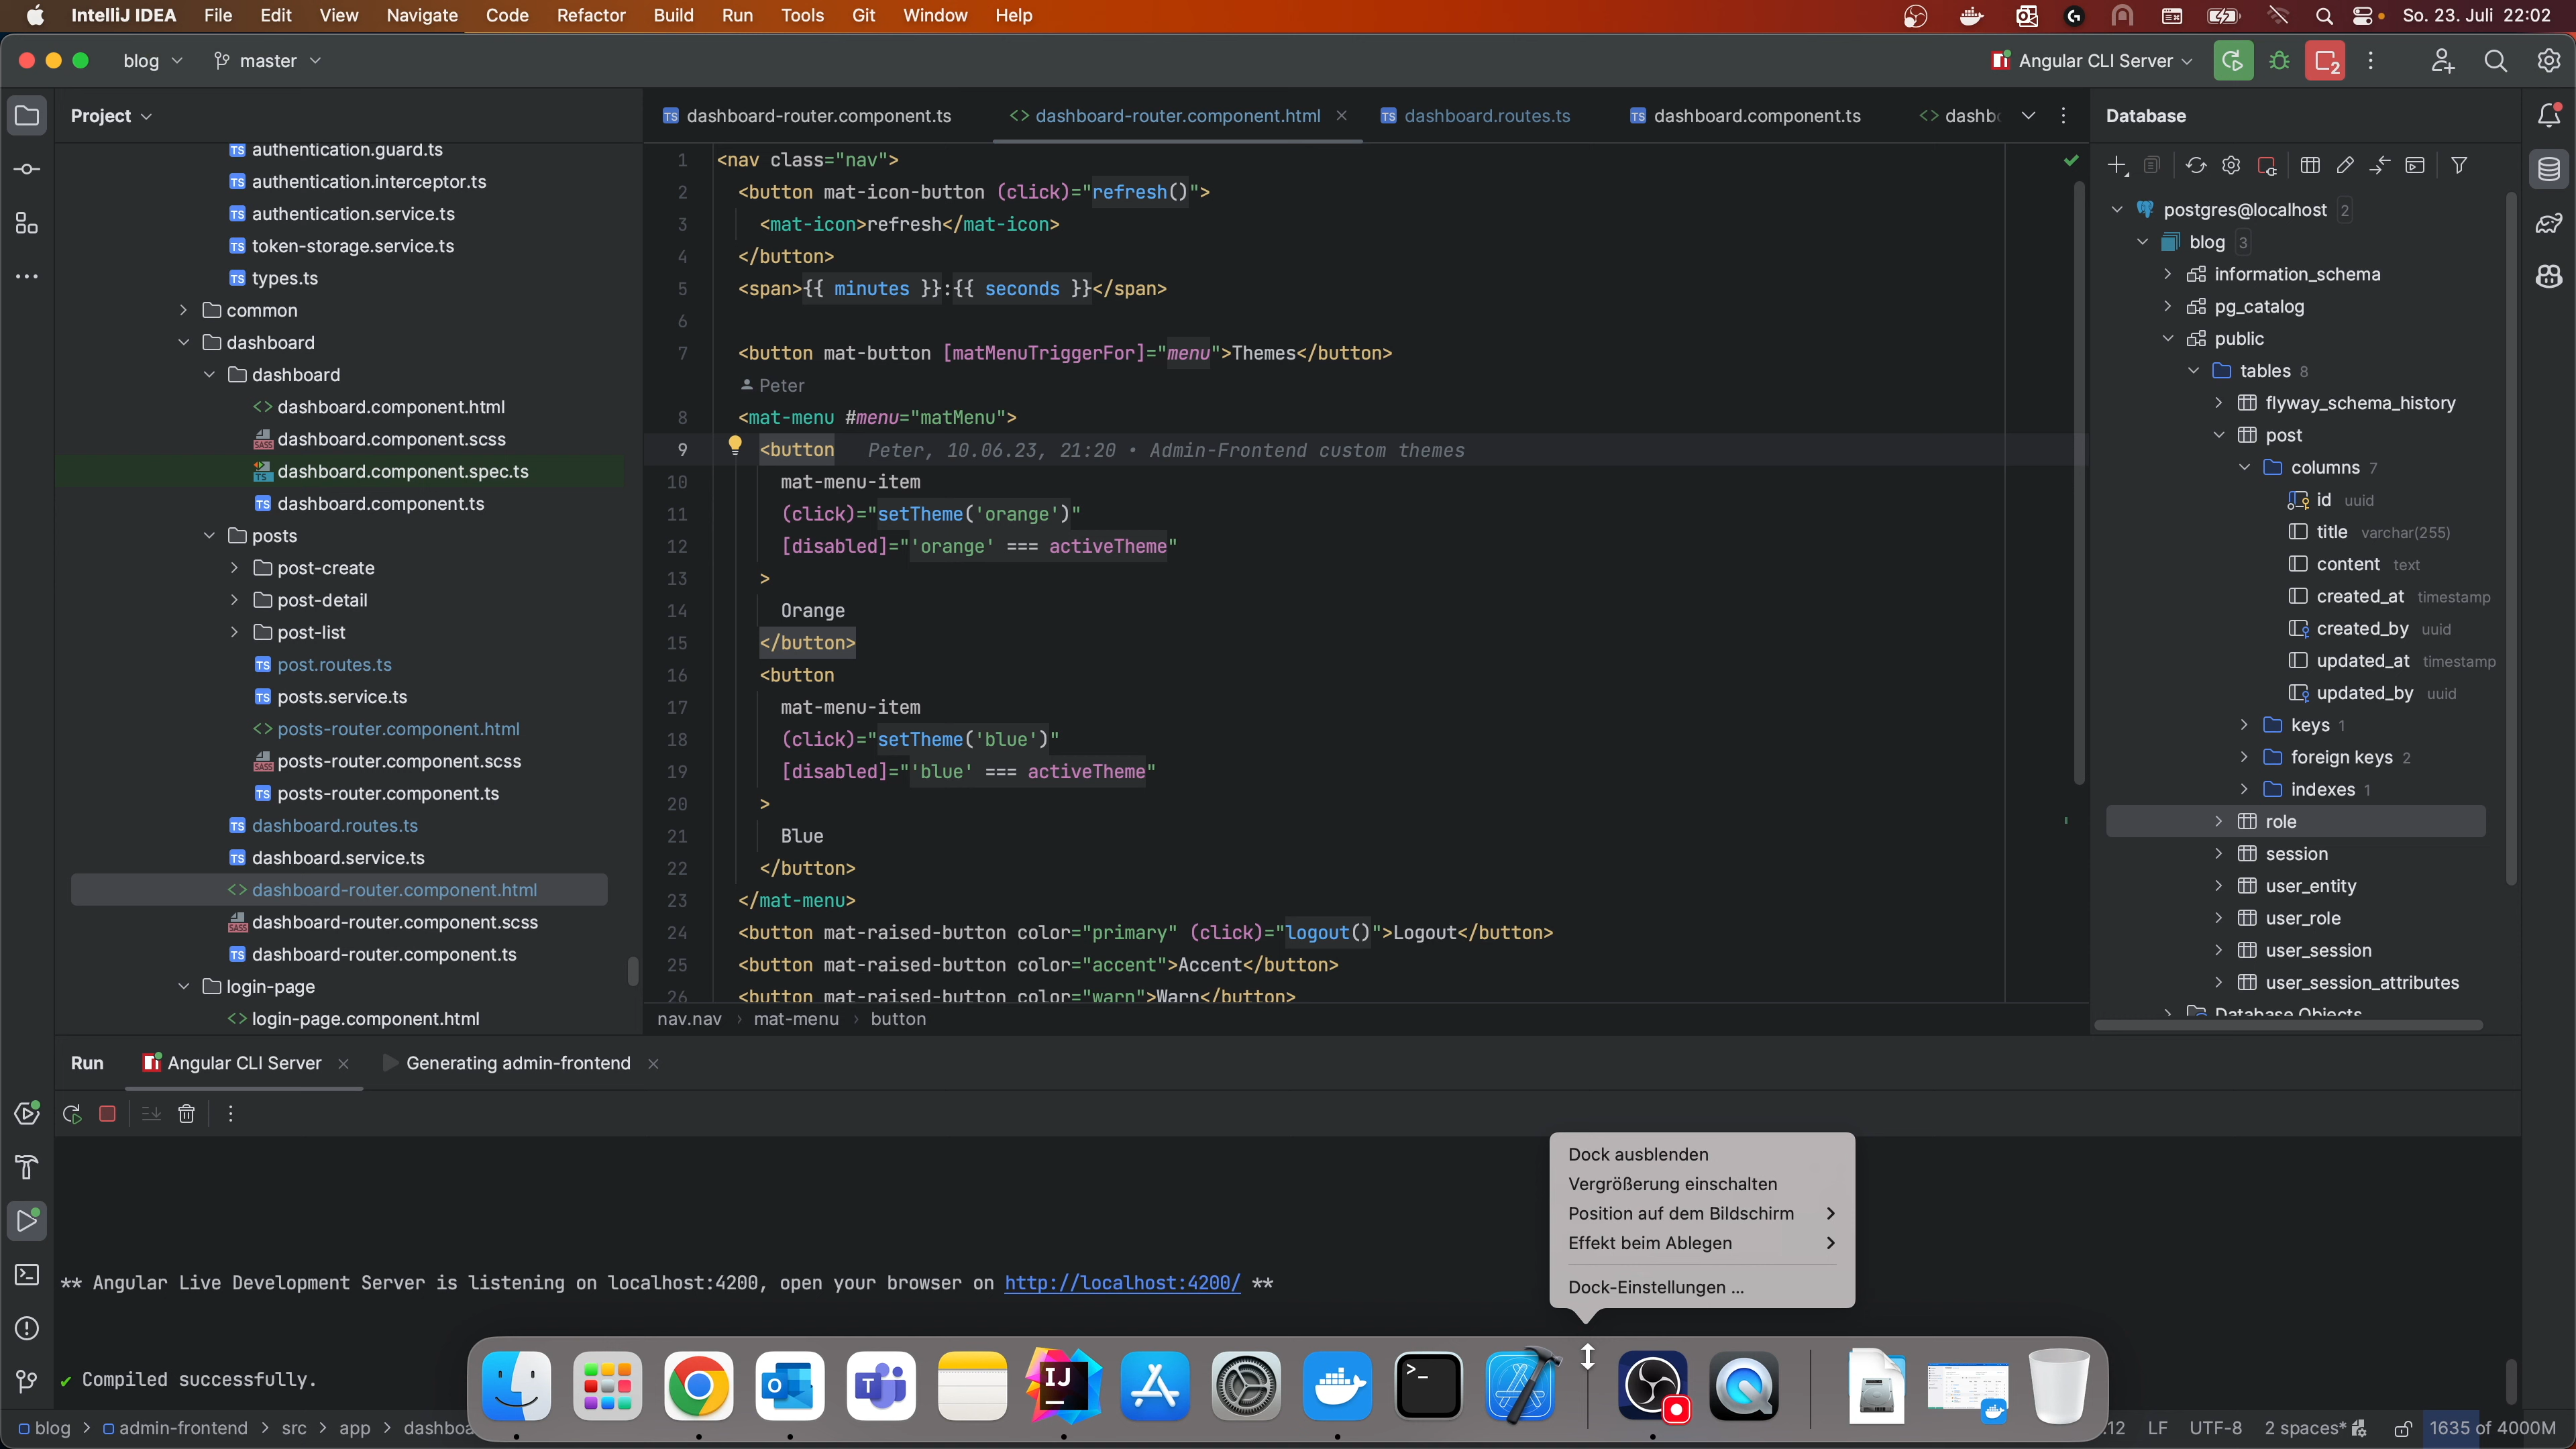 IntelliJ IDEA File Edit View Navigate Code Refactor Build Run Tools Git Window Help So. 23. Juli 22:02
blog master Angular CLI Server 2
Project
authentication.guard.ts
authentication.interceptor.ts
authentication.service.ts
token-storage.service.ts
types.ts
common
dashboard
dashboard
dashboard.component.html
dashboard.component.scss
dashboard.component.spec.ts
dashboard.component.ts
posts
post-create
post-detail
post-list
post.routes.ts
posts.service.ts
posts-router.component.html
posts-router.component.scss
posts-router.component.ts
dashboard.routes.ts
dashboard.service.ts
dashboard-router.component.html
dashboard-router.component.scss
dashboard-router.component.ts
login-page
login-page.component.html
dashboard-router.component.ts dashboard-router.component.html dashboard.routes.ts dashboard.component.ts dashb
1 <nav class="nav">
2 <button mat-icon-button (click)="refresh()">
3 <mat-icon>refresh</mat-icon>
4 </button>
5 <span>{{ minutes }}:{{ seconds }}</span>
6
7 <button mat-button [matMenuTriggerFor]="menu">Themes</button>
Peter
8 <mat-menu #menu="matMenu">
9 <button Peter, 10.06.23, 21:20 • Admin-Frontend custom themes
10 mat-menu-item
11 (click)="setTheme('orange')"
12 [disabled]="'orange' === activeTheme"
13 >
14 Orange
15 </button>
16 <button
17 mat-menu-item
18 (click)="setTheme('blue')"
19 [disabled]="'blue' === activeTheme"
20 >
21 Blue
22 </button>
23 </mat-menu>
24 <button mat-raised-button color="primary" (click)="logout()">Logout</button>
25 <button mat-raised-button color="accent">Accent</button>
26 <button mat-raised-button color="warn">Warn</button>
nav.nav › mat-menu › button
Database
postgres@localhost 2
blog 3
information_schema
pg_catalog
public
tables 8
flyway_schema_history
post
columns 7
id uuid
title varchar(255)
content text
created_at timestamp
created_by uuid
updated_at timestamp
updated_by uuid
keys 1
foreign keys 2
indexes 1
role
session
user_entity
user_role
user_session
user_session_attributes
Database Objects
Run Angular CLI Server Generating admin-frontend
** Angular Live Development Server is listening on localhost:4200, open your browser on http://localhost:4200/ **
✔ Compiled successfully.
Dock ausblenden
Vergrößerung einschalten
Position auf dem Bildschirm
Effekt beim Ablegen
Dock-Einstellungen ...
blog › admin-frontend › src › app › dashboa :12 LF UTF-8 2 spaces* 1635 of 4000M